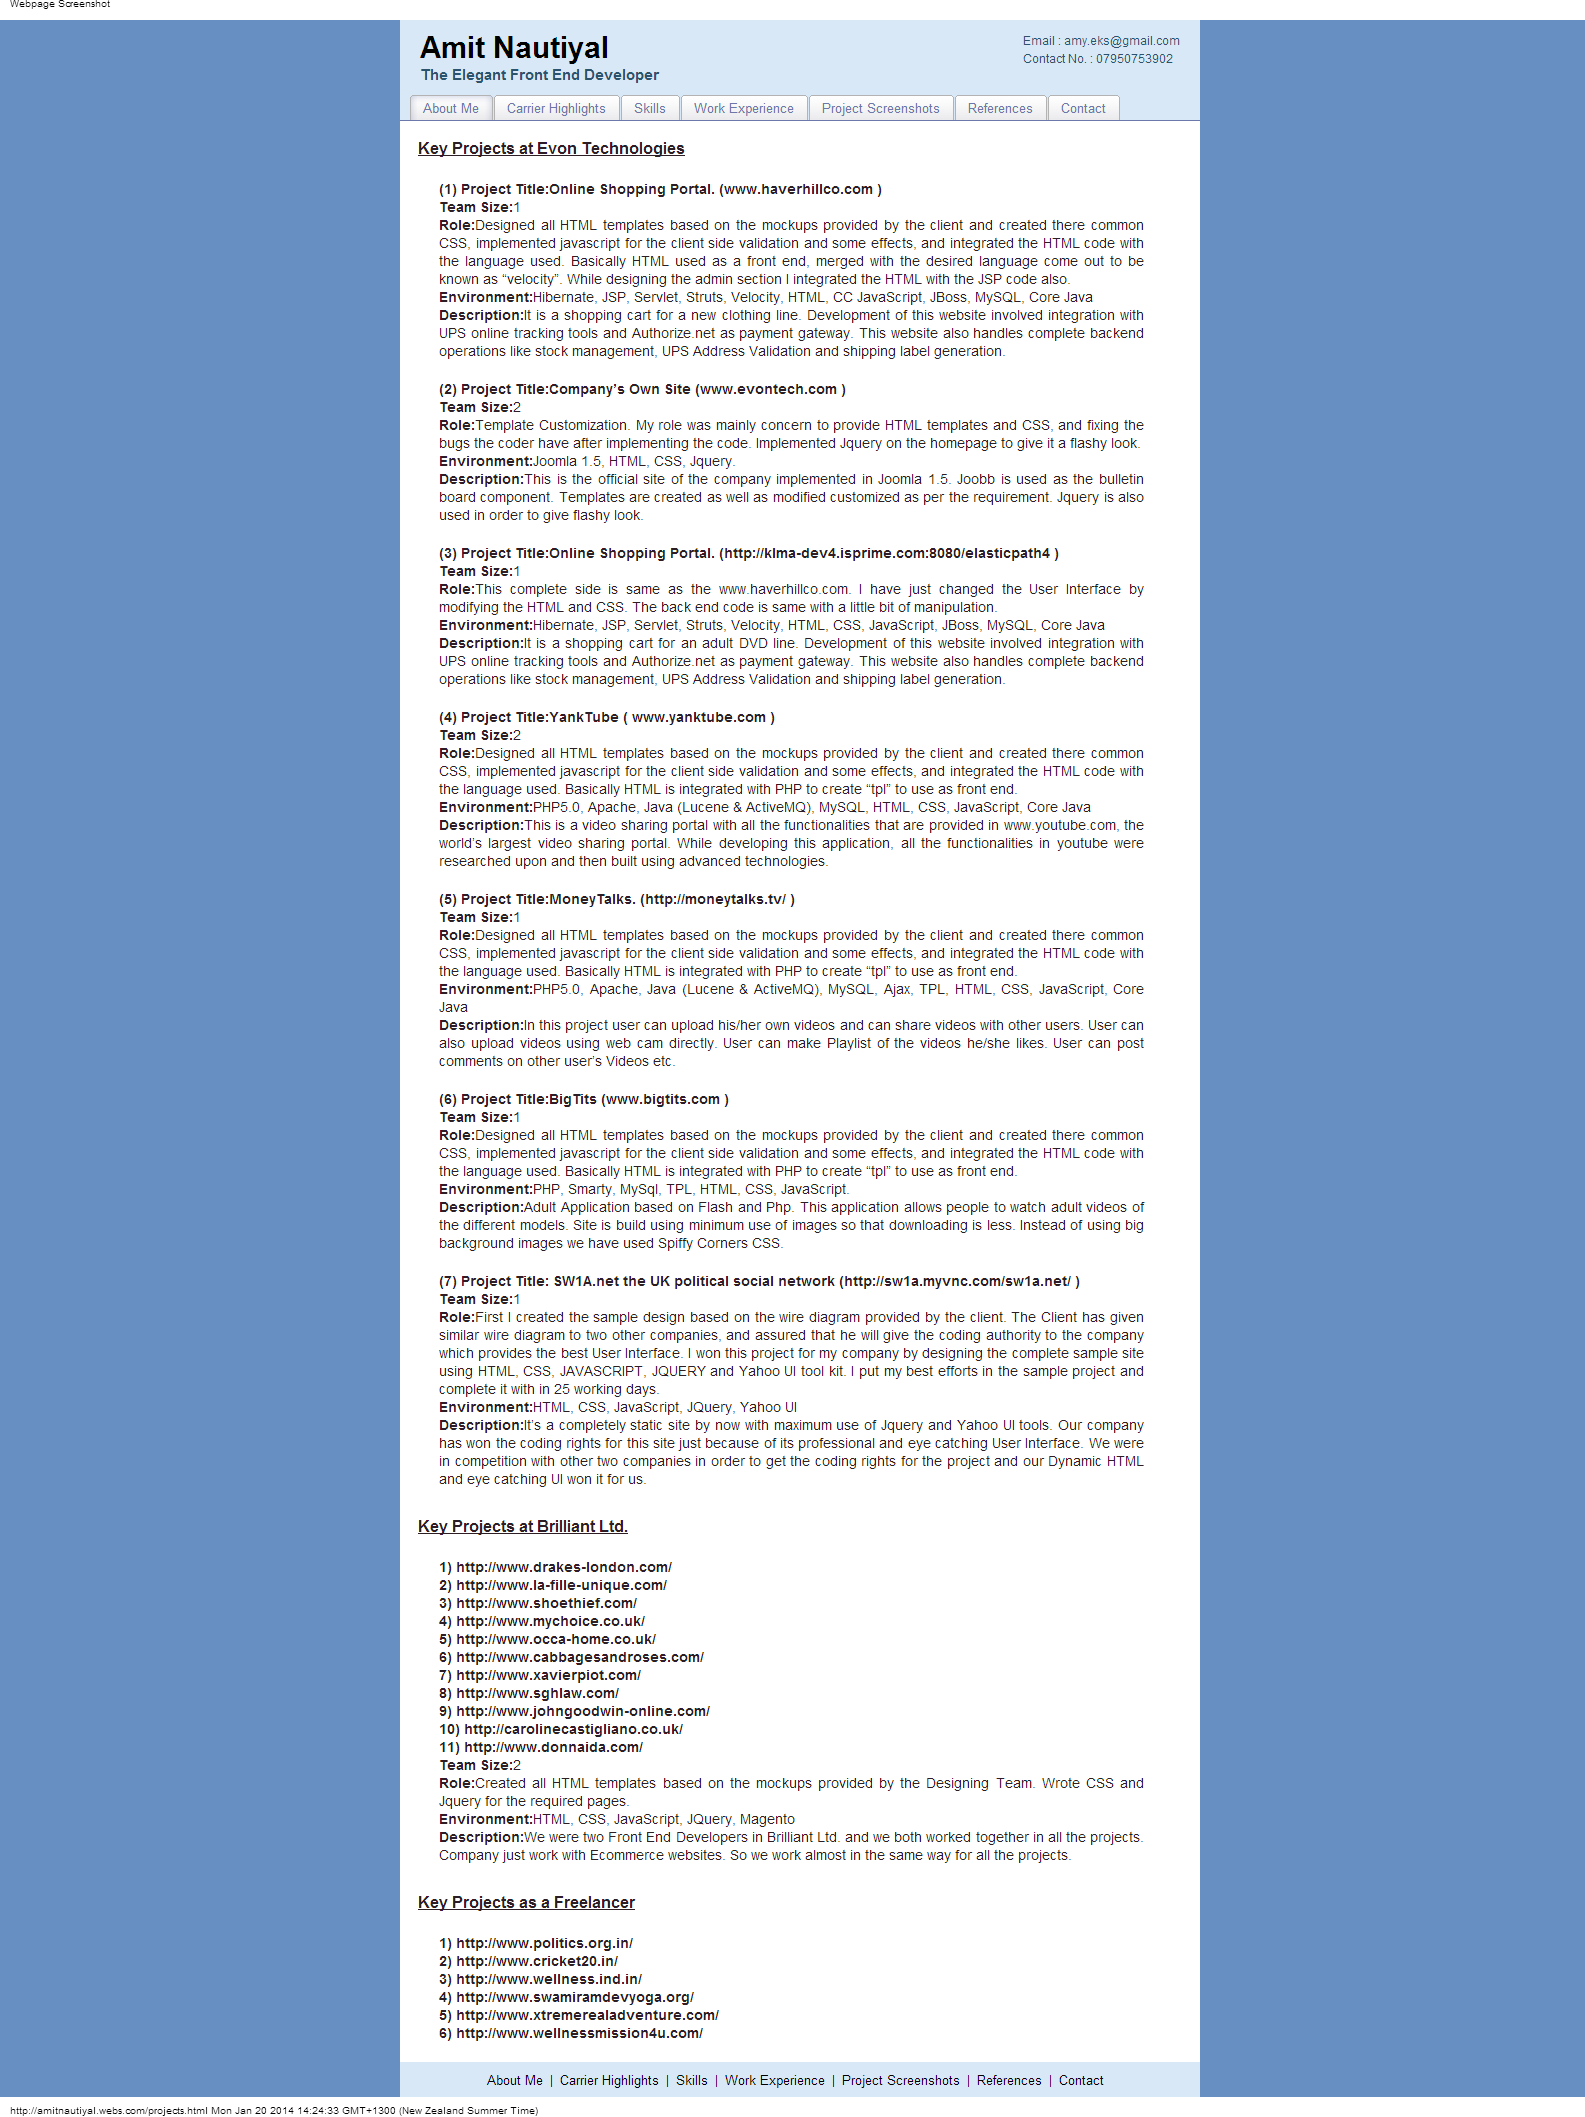 Webpage Screenshot
Amit Nautiyal
The Elegant Front End Developer
Email : amy.eks@gmail.com
Contact No. : 07950753902
About Me
Carrier Highlights
Skills
Work Experience
Project Screenshots
References
Contact
Key Projects at Evon Technologies
(1) Project Title:Online Shopping Portal. (www.haverhillco.com )
Team Size:1
Role:Designed all HTML templates based on the mockups provided by the client and created there common
CSS, implemented javascript for the client side validation and some effects, and integrated the HTML code with
the language used. Basically HTML used as a front end, merged with the desired language come out to be
known as “velocity”. While designing the admin section I integrated the HTML with the JSP code also.
Environment:Hibernate, JSP, Servlet, Struts, Velocity, HTML, CC JavaScript, JBoss, MySQL, Core Java
Description:It is a shopping cart for a new clothing line. Development of this website involved integration with
UPS online tracking tools and Authorize.net as payment gateway. This website also handles complete backend
operations like stock management, UPS Address Validation and shipping label generation.
(2) Project Title:Company’s Own Site (www.evontech.com )
Team Size:2
Role:Template Customization. My role was mainly concern to provide HTML templates and CSS, and fixing the
bugs the coder have after implementing the code. Implemented Jquery on the homepage to give it a flashy look.
Environment:Joomla 1.5, HTML, CSS, Jquery.
Description:This is the official site of the company implemented in Joomla 1.5. Joobb is used as the bulletin
board component. Templates are created as well as modified customized as per the requirement. Jquery is also
used in order to give flashy look.
(3) Project Title:Online Shopping Portal. (http://klma-dev4.isprime.com:8080/elasticpath4 )
Team Size:1
Role:This complete side is same as the www.haverhillco.com. I have just changed the User Interface by
modifying the HTML and CSS. The back end code is same with a little bit of manipulation.
Environment:Hibernate, JSP, Servlet, Struts, Velocity, HTML, CSS, JavaScript, JBoss, MySQL, Core Java
Description:It is a shopping cart for an adult DVD line. Development of this website involved integration with
UPS online tracking tools and Authorize.net as payment gateway. This website also handles complete backend
operations like stock management, UPS Address Validation and shipping label generation.
(4) Project Title:YankTube ( www.yanktube.com )
Team Size:2
Role:Designed all HTML templates based on the mockups provided by the client and created there common
CSS, implemented javascript for the client side validation and some effects, and integrated the HTML code with
the language used. Basically HTML is integrated with PHP to create “tpl” to use as front end.
Environment:PHP5.0, Apache, Java (Lucene & ActiveMQ), MySQL, HTML, CSS, JavaScript, Core Java
Description:This is a video sharing portal with all the functionalities that are provided in www.youtube.com, the
world’s largest video sharing portal. While developing this application, all the functionalities in youtube were
researched upon and then built using advanced technologies.
(5) Project Title:MoneyTalks. (http://moneytalks.tv/ )
Team Size:1
Role:Designed all HTML templates based on the mockups provided by the client and created there common
CSS, implemented javascript for the client side validation and some effects, and integrated the HTML code with
the language used. Basically HTML is integrated with PHP to create “tpl” to use as front end.
Environment:PHP5.0, Apache, Java (Lucene & ActiveMQ), MySQL, Ajax, TPL, HTML, CSS, JavaScript, Core
Java
Description:In this project user can upload his/her own videos and can share videos with other users. User can
also upload videos using web cam directly. User can make Playlist of the videos he/she likes. User can post
comments on other user’s Videos etc.
(6) Project Title:BigTits (www.bigtits.com )
Team Size:1
Role:Designed all HTML templates based on the mockups provided by the client and created there common
CSS, implemented javascript for the client side validation and some effects, and integrated the HTML code with
the language used. Basically HTML is integrated with PHP to create “tpl” to use as front end.
Environment:PHP, Smarty, MySql, TPL, HTML, CSS, JavaScript.
Description:Adult Application based on Flash and Php. This application allows people to watch adult videos of
the different models. Site is build using minimum use of images so that downloading is less. Instead of using big
background images we have used Spiffy Corners CSS.
(7) Project Title: SW1A.net the UK political social network (http://sw1a.myvnc.com/sw1a.net/ )
Team Size:1
Role:First I created the sample design based on the wire diagram provided by the client. The Client has given
similar wire diagram to two other companies, and assured that he will give the coding authority to the company
which provides the best User Interface. I won this project for my company by designing the complete sample site
using HTML, CSS, JAVASCRIPT, JQUERY and Yahoo UI tool kit. I put my best efforts in the sample project and
complete it with in 25 working days.
Environment:HTML, CSS, JavaScript, JQuery, Yahoo UI
Description:It’s a completely static site by now with maximum use of Jquery and Yahoo UI tools. Our company
has won the coding rights for this site just because of its professional and eye catching User Interface. We were
in competition with other two companies in order to get the coding rights for the project and our Dynamic HTML
and eye catching UI won it for us.
Key Projects at Brilliant Ltd.
1) http://www.drakes-london.com/
2) http://www.la-fille-unique.com/
3) http://www.shoethief.com/
4) http://www.mychoice.co.uk/
5) http://www.occa-home.co.uk/
6) http://www.cabbagesandroses.com/
7) http://www.xavierpiot.com/
8) http://www.sghlaw.com/
9) http://www.johngoodwin-online.com/
10) http://carolinecastigliano.co.uk/
11) http://www.donnaida.com/
Team Size:2
Role:Created all HTML templates based on the mockups provided by the Designing Team. Wrote CSS and
Jquery for the required pages.
Environment:HTML, CSS, JavaScript, JQuery, Magento
Description:We were two Front End Developers in Brilliant Ltd. and we both worked together in all the projects.
Company just work with Ecommerce websites. So we work almost in the same way for all the projects.
Key Projects as a Freelancer
1) http://www.politics.org.in/
2) http://www.cricket20.in/
3) http://www.wellness.ind.in/
4) http://www.swamiramdevyoga.org/
5) http://www.xtremerealadventure.com/
6) http://www.wellnessmission4u.com/
About Me | Carrier Highlights | Skills | Work Experience | Project Screenshots | References | Contact
http://amitnautiyal.webs.com/projects.html Mon Jan 20 2014 14:24:33 GMT+1300 (New Zealand Summer Time)